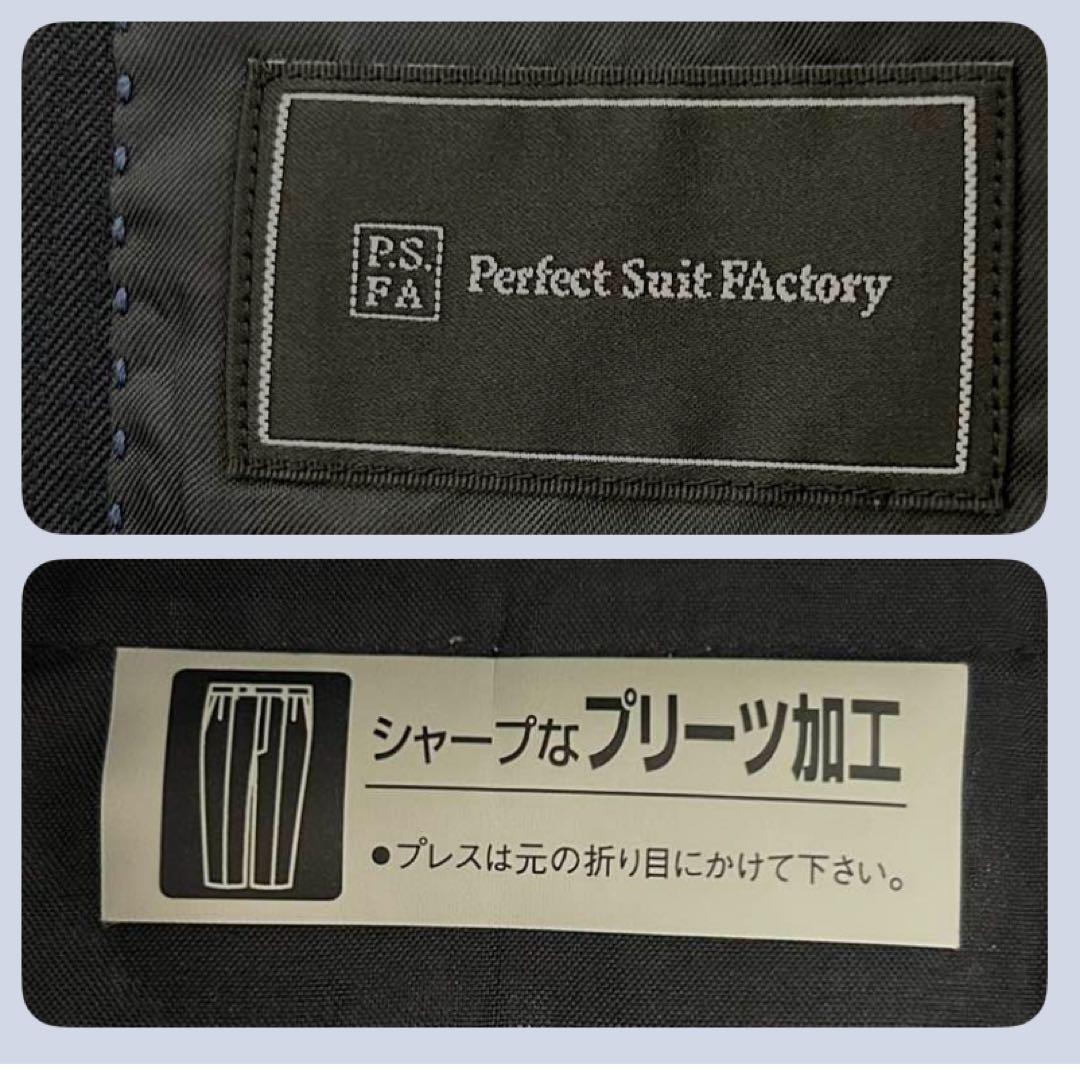 P.S.
FA
Perfect Suit FActory
シャープなプリーツ加工
●プレスは元の折り目にかけて下さい。